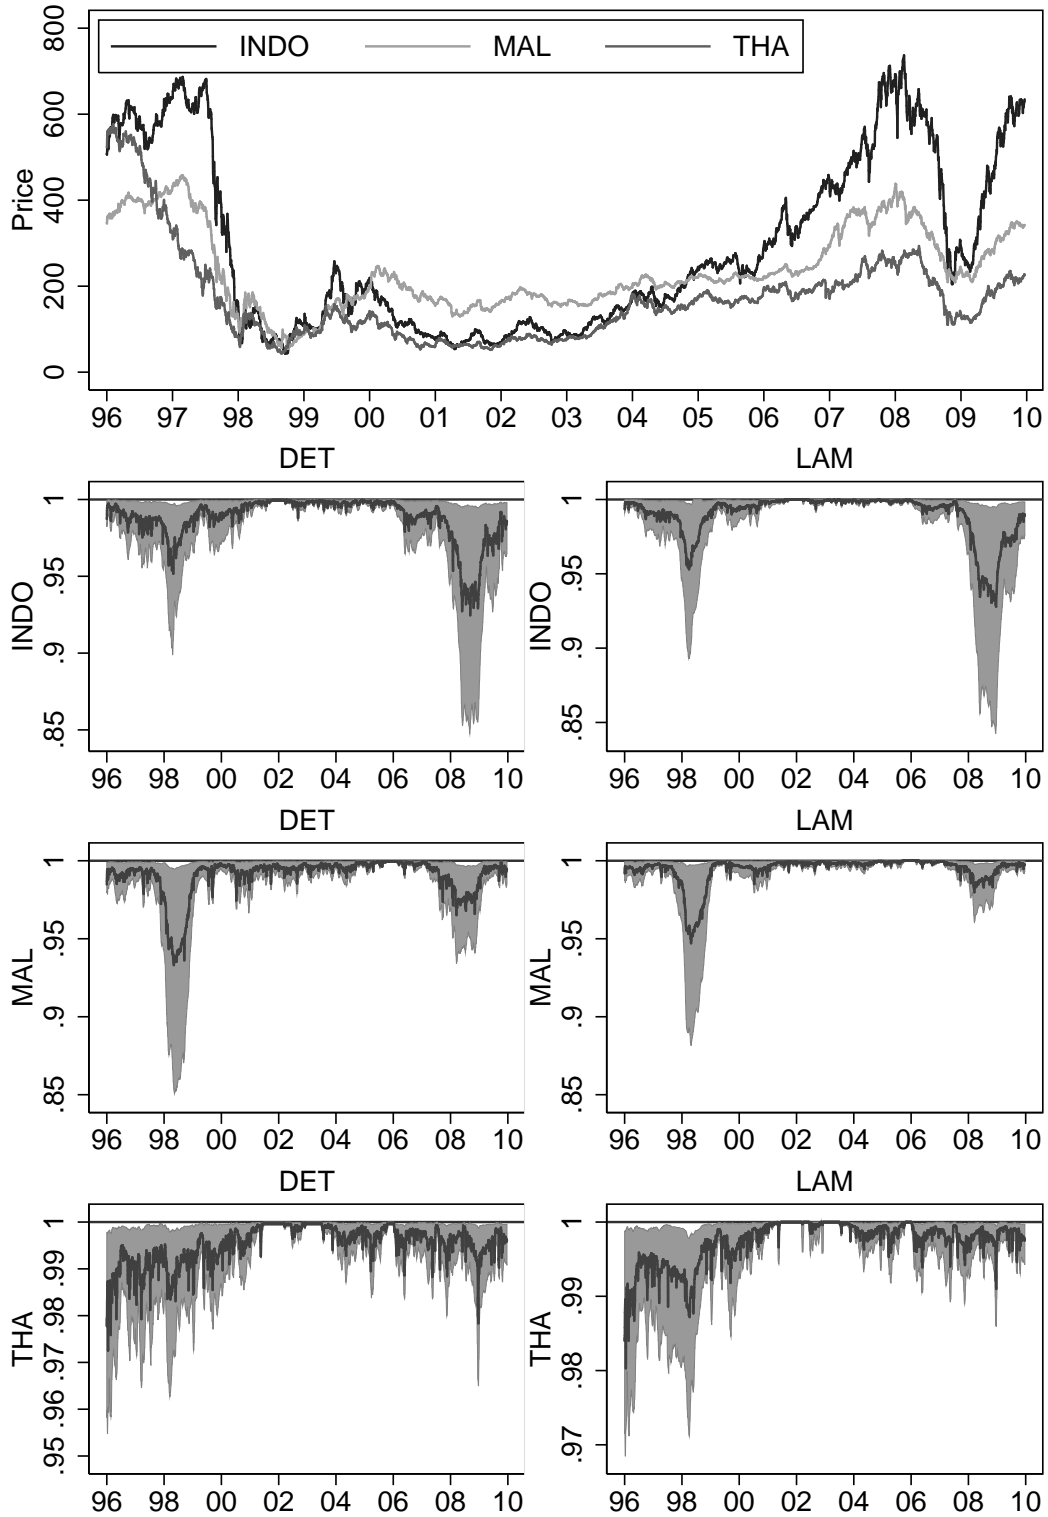 INDO MAL THA
Price
0 200 400 600 800
96 97 98 99 00 01 02 03 04 05 06 07 08 09 10
DET
INDO
.85 .9 .95 1
96 98 00 02 04 06 08 10
LAM
INDO
.85 .9 .95 1
96 98 00 02 04 06 08 10
DET
MAL
.85 .9 .95 1
96 98 00 02 04 06 08 10
LAM
MAL
.85 .9 .95 1
96 98 00 02 04 06 08 10
DET
THA
.95 .96 .97 .98 .99 1
96 98 00 02 04 06 08 10
LAM
THA
.97 .98 .99 1
96 98 00 02 04 06 08 10